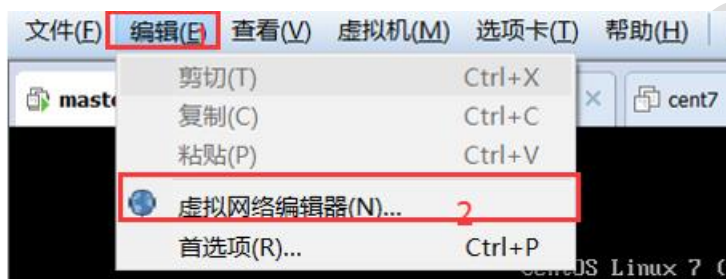 文件(F) 编辑(E) 1 查看(V) 虚拟机(M) 选项卡(T) 帮助(H)
maste cent7
剪切(T) Ctrl+X
复制(C) Ctrl+C
粘贴(P) Ctrl+V
虚拟网络编辑器(N)... 2
首选项(R)... Ctrl+P
CentOS Linux 7 (